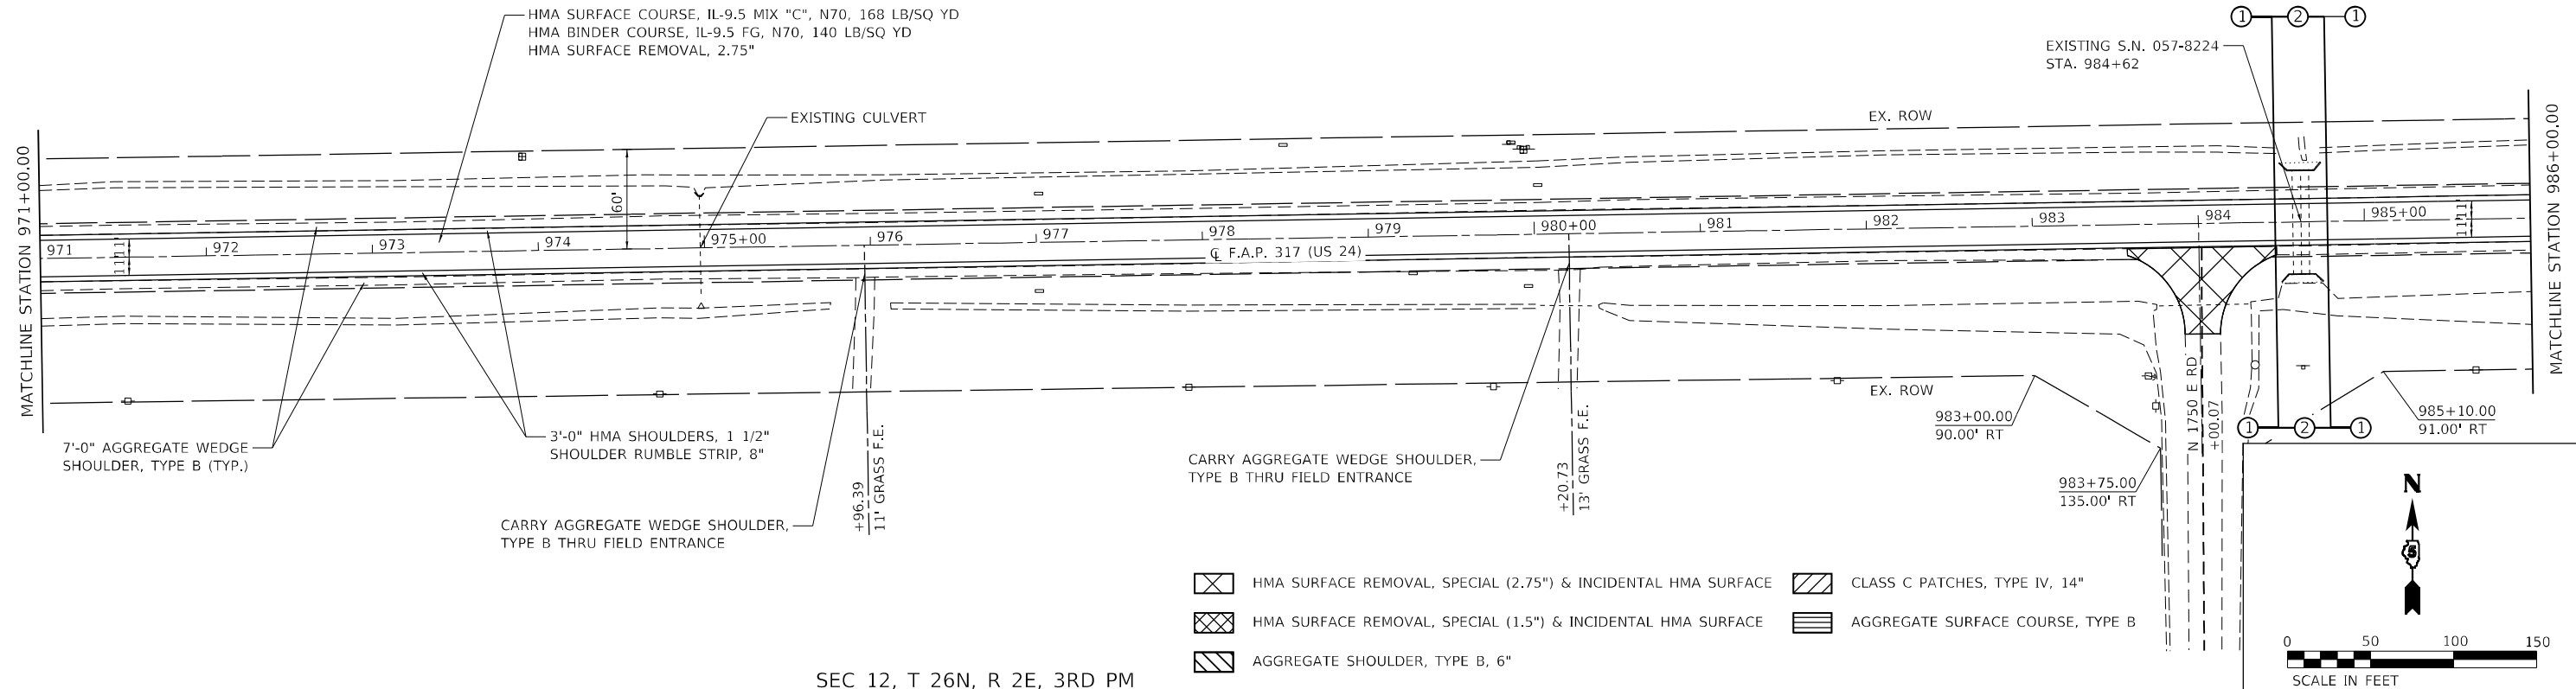 HMA SURFACE COURSE, IL-9.5 MIX "C", N70, 168 LB/SQ YD
HMA BINDER COURSE, IL-9.5 FG, N70, 140 LB/SQ YD
HMA SURFACE REMOVAL, 2.75"
1 2 1
EXISTING S.N. 057-8224
STA. 984+62
EXISTING CULVERT
EX. ROW
MATCHLINE STATION 971+00.00
MATCHLINE STATION 986+00.00
60'
11' 11'
971
972
973
974
975+00
976
977
978
979
980+00
981
982
983
984
985+00
11' 11'
℄ F.A.P. 317 (US 24)
EX. ROW
7'-0" AGGREGATE WEDGE
SHOULDER, TYPE B (TYP.)
3'-0" HMA SHOULDERS, 1 1/2"
SHOULDER RUMBLE STRIP, 8"
CARRY AGGREGATE WEDGE SHOULDER,
TYPE B THRU FIELD ENTRANCE
+96.39
11' GRASS F.E.
CARRY AGGREGATE WEDGE SHOULDER,
TYPE B THRU FIELD ENTRANCE
+20.73
13' GRASS F.E.
983+00.00
90.00' RT
983+75.00
135.00' RT
N 1750 E RD
+00.07
985+10.00
91.00' RT
1 2 1
HMA SURFACE REMOVAL, SPECIAL (2.75") & INCIDENTAL HMA SURFACE
HMA SURFACE REMOVAL, SPECIAL (1.5") & INCIDENTAL HMA SURFACE
AGGREGATE SHOULDER, TYPE B, 6"
CLASS C PATCHES, TYPE IV, 14"
AGGREGATE SURFACE COURSE, TYPE B
N
5
0 50 100 150
SCALE IN FEET
SEC 12, T 26N, R 2E, 3RD PM